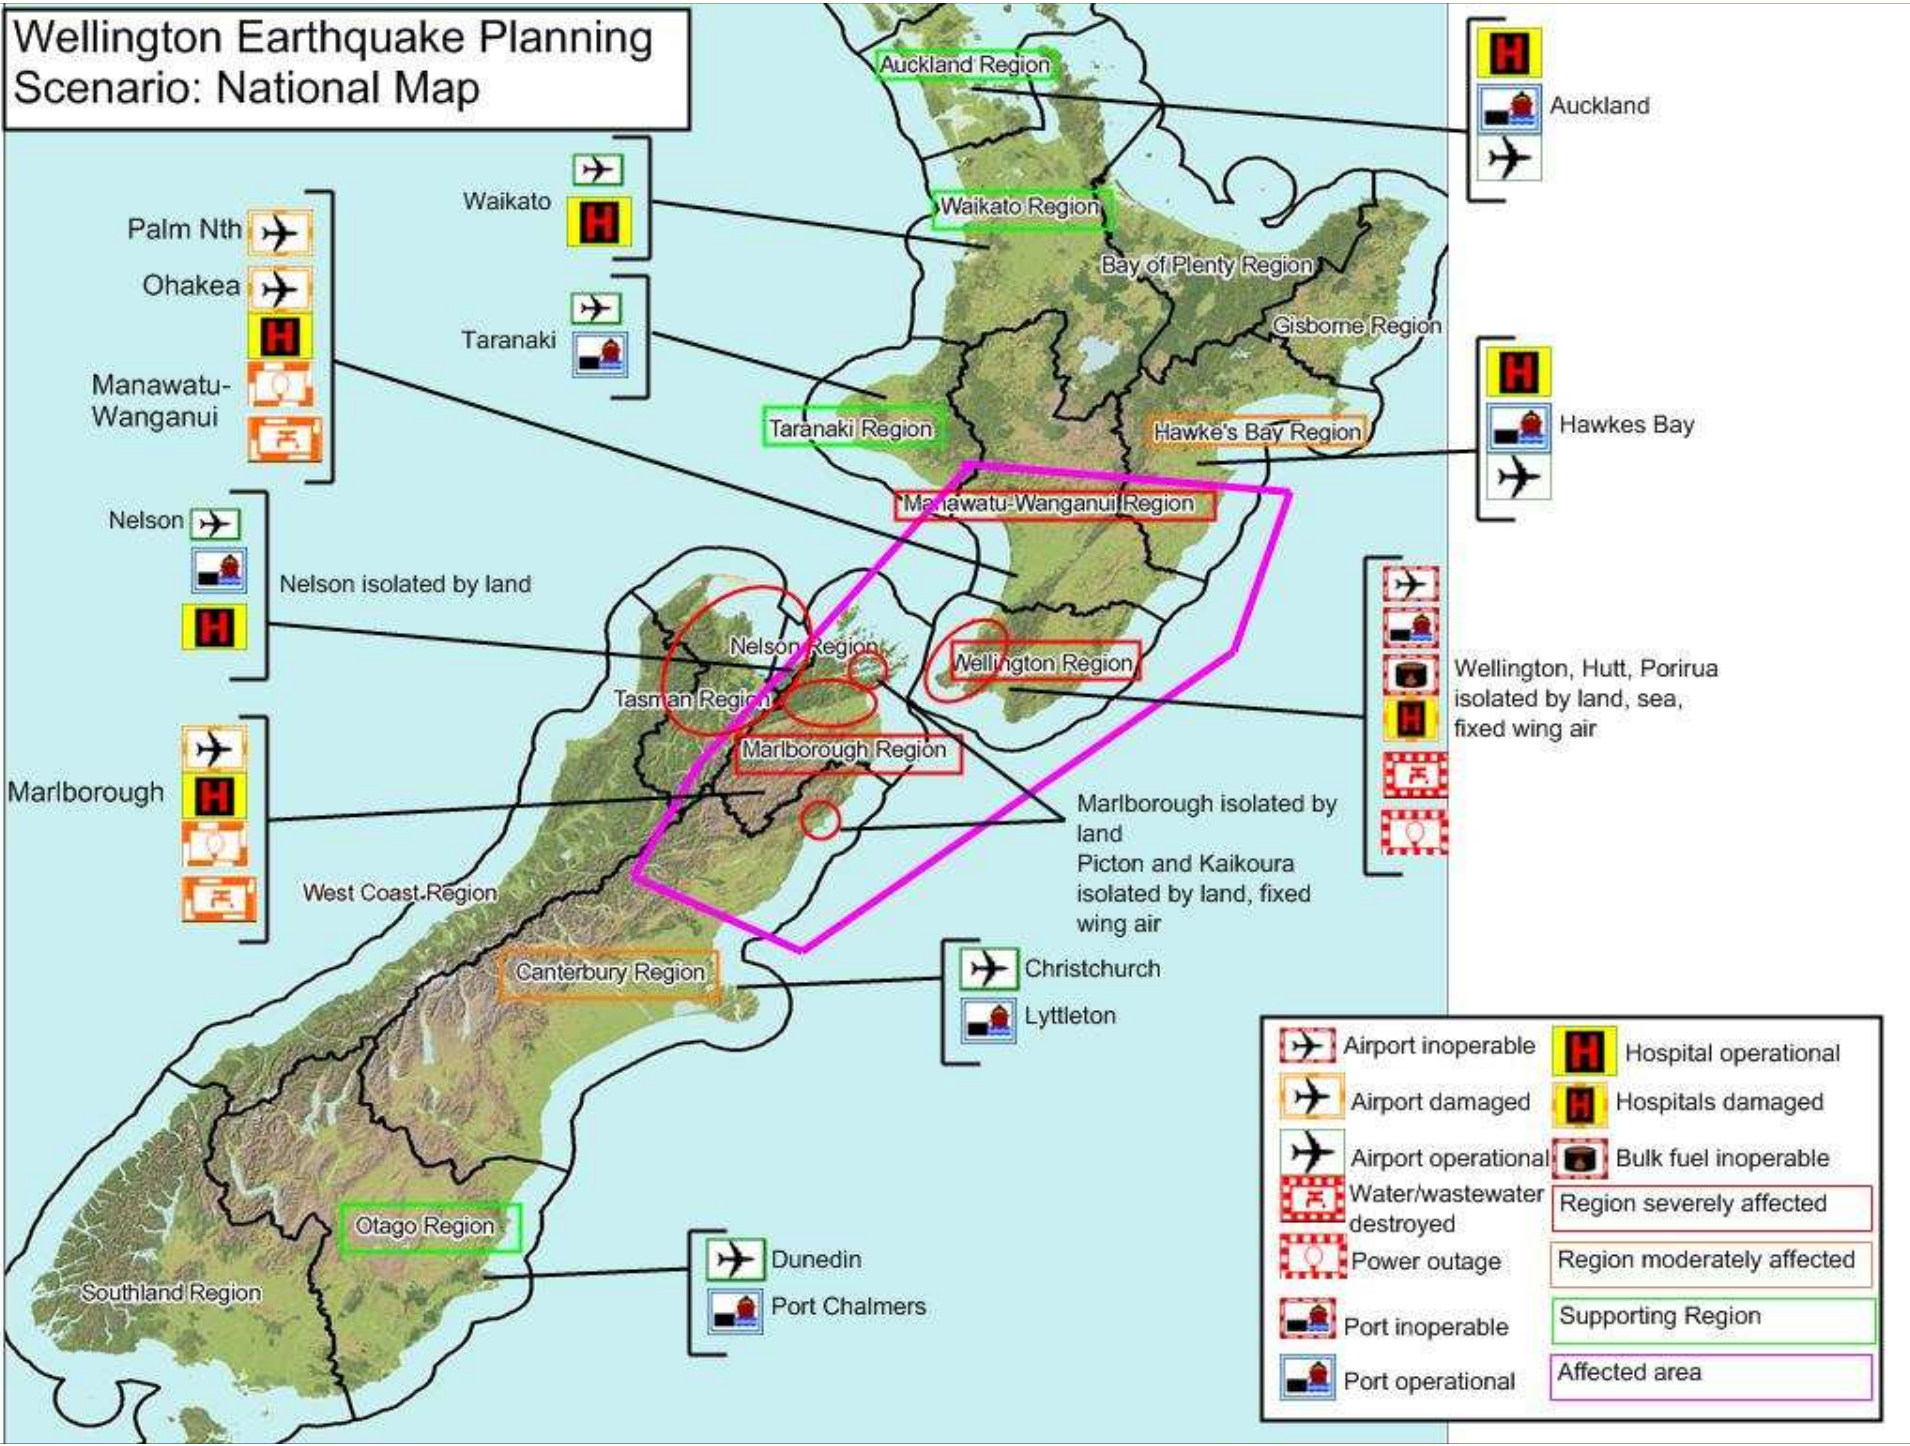 Wellington Earthquake Planning
Scenario: National Map
Auckland Region
H
Auckland
Waikato
H
Waikato Region
Palm Nth
Ohakea
H
Manawatu-
Wanganui
Bay of Plenty Region
Gisborne Region
Taranaki
Taranaki Region
Hawke's Bay Region
H
Hawkes Bay
Manawatu-Wanganui Region
Nelson
H
Nelson isolated by land
Nelson Region
Wellington Region
Tasman Region
H
Wellington, Hutt, Porirua
isolated by land, sea,
fixed wing air
Marlborough Region
Marlborough
H
Marlborough isolated by
land
Picton and Kaikoura
isolated by land, fixed
wing air
West Coast Region
Canterbury Region
Christchurch
Lyttleton
Otago Region
Southland Region
Dunedin
Port Chalmers
Airport inoperable
Airport damaged
Airport operational
Water/wastewater
destroyed
Power outage
Port inoperable
Port operational
H
Hospital operational
H
Hospitals damaged
Bulk fuel inoperable
Region severely affected
Region moderately affected
Supporting Region
Affected area